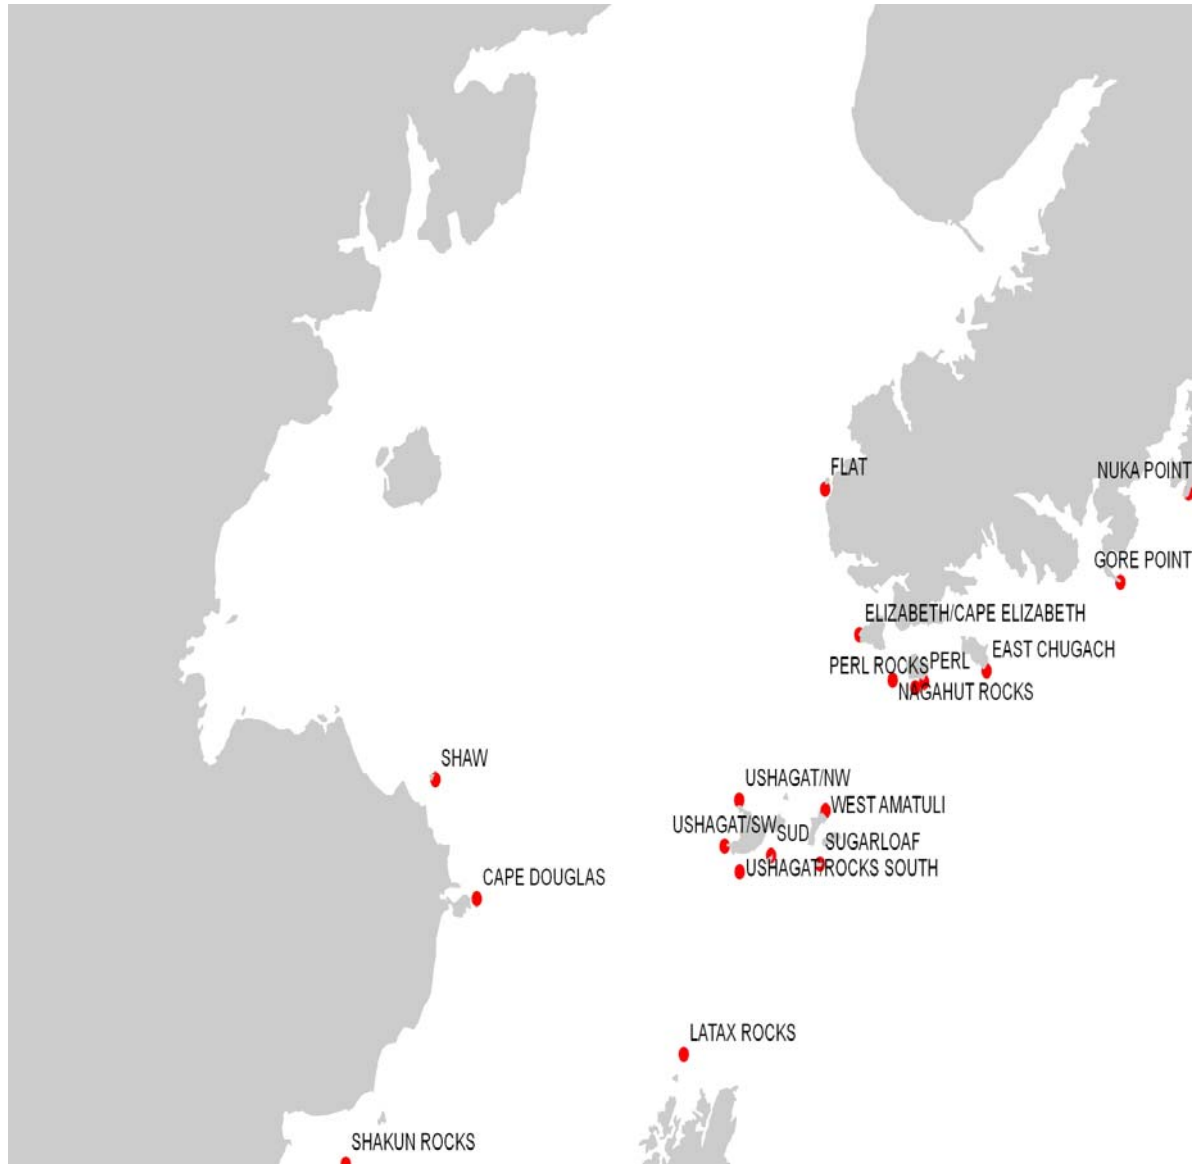 FLAT
NUKA POINT
GORE POINT
ELIZABETH/CAPE ELIZABETH
EAST CHUGACH
PERL ROCKS
PERL
NAGAHUT ROCKS
SHAW
USHAGAT/NW
WEST AMATULI
USHAGAT/SW
SUD
SUGARLOAF
USHAGAT/ROCKS SOUTH
CAPE DOUGLAS
LATAX ROCKS
SHAKUN ROCKS